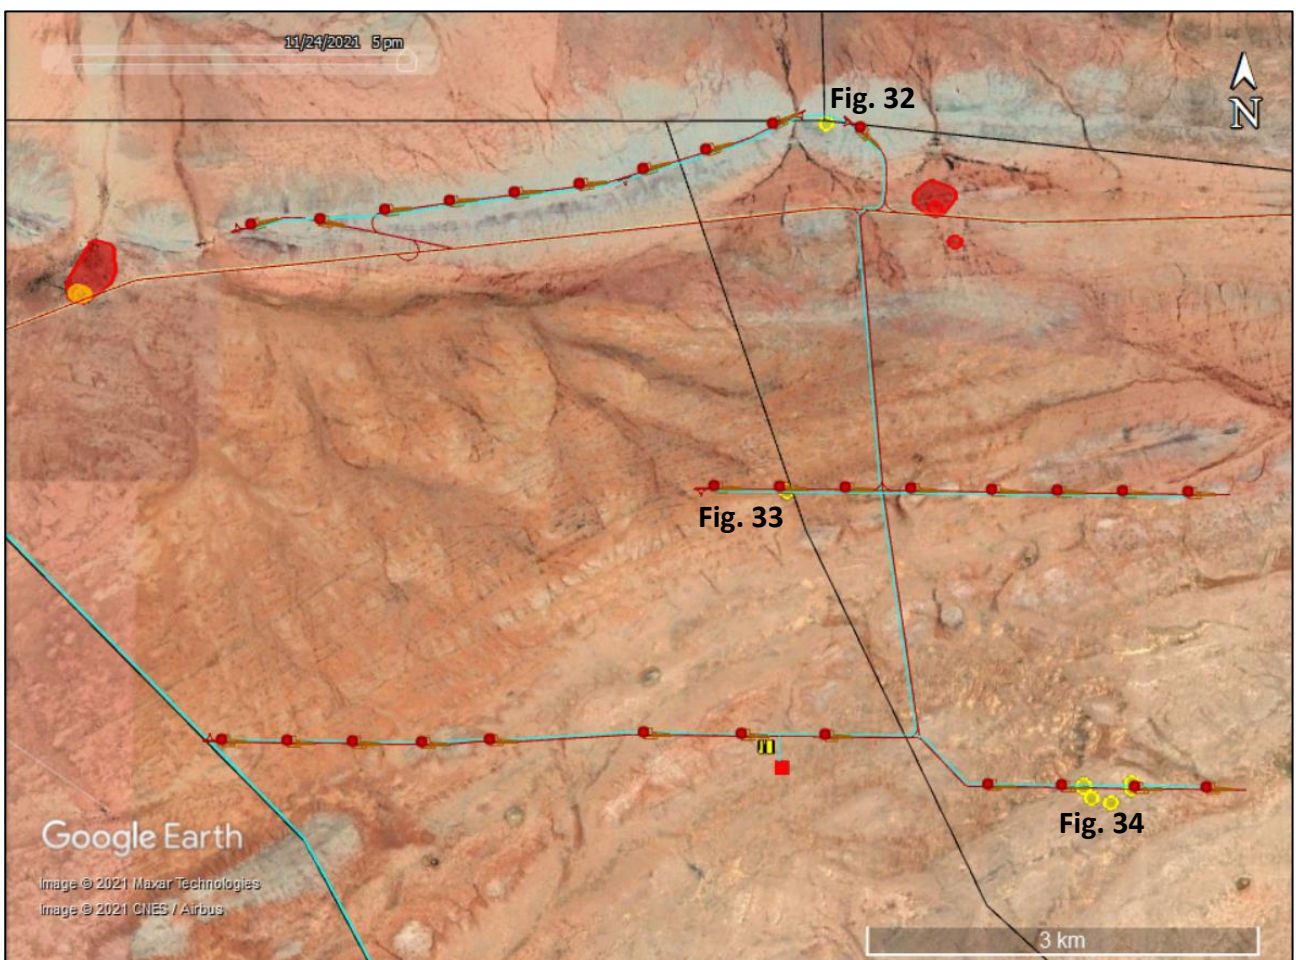 11/24/2021 5 pm
Fig. 32
N
Fig. 33
Fig. 34
Google Earth
Image © 2021 Maxar Technologies
Image © 2021 CNES / Airbus
3 km